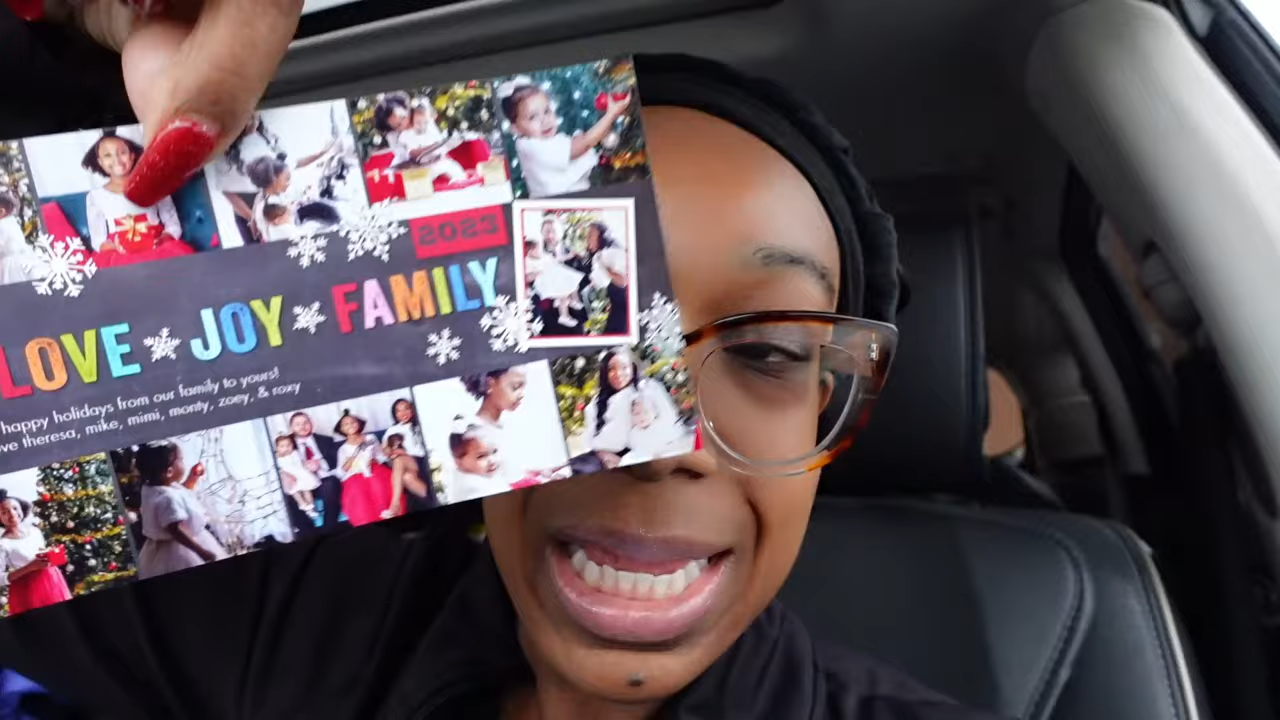 2023
LOVE JOY FAMILY
happy holidays from our family to yours!
ve theresa, mike, mimi, monty, zoey, & roxy